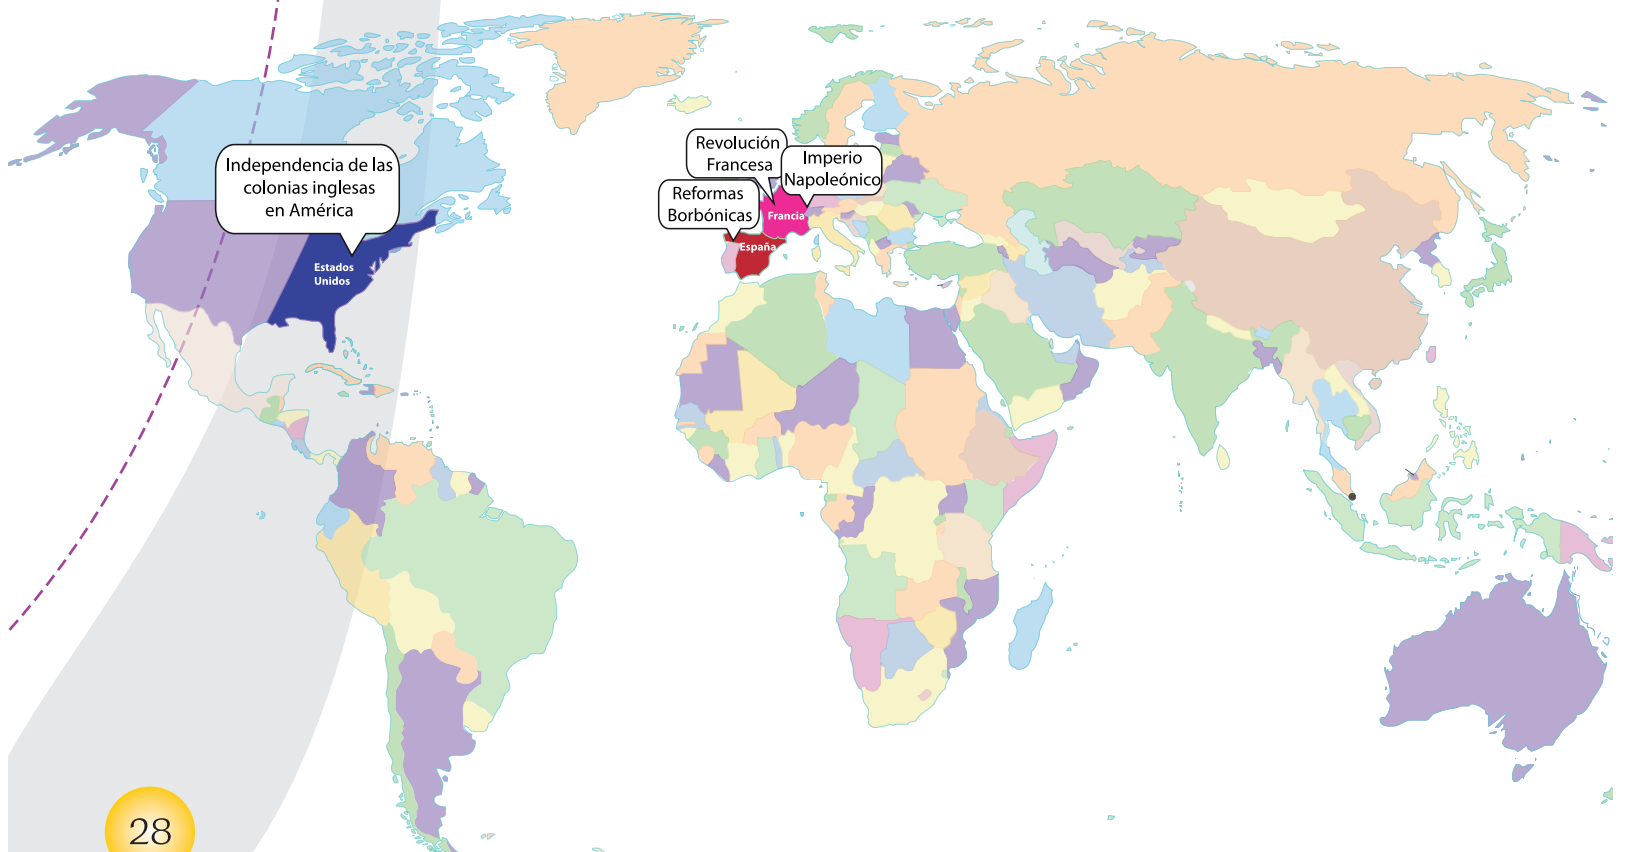 Revolución
Francesa
Imperio
Napoleónico
Independencia de las
colonias inglesas
en América
Reformas
Borbónicas
Francia
España
Estados
Unidos
28